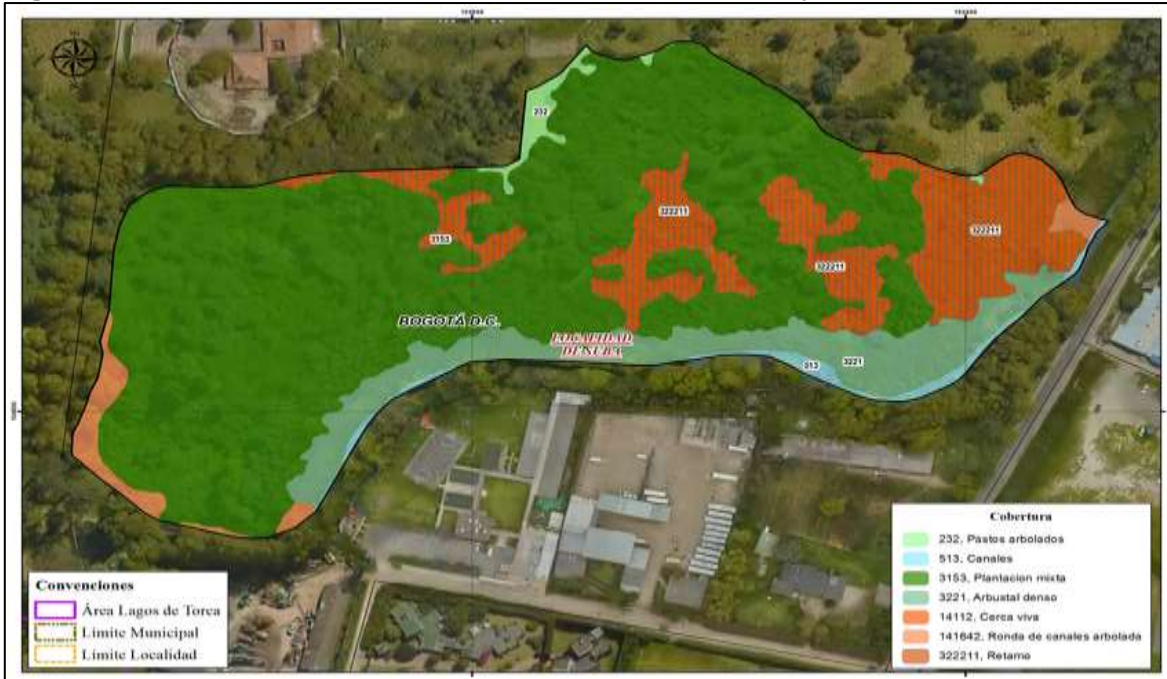 232
322211
322211
3153
322211
BOGOTÁ D.C.
LOCALIDAD
DE SUBA
513
3221
Cobertura
232, Pastos arbolados
513, Canales
3153, Plantacion mixta
3221, Arbustal denso
14112, Cerca viva
141642, Ronda de canales arbolada
322211, Retamo
Convenciones
Área Lagos de Torca
Límite Municipal
Límite Localidad